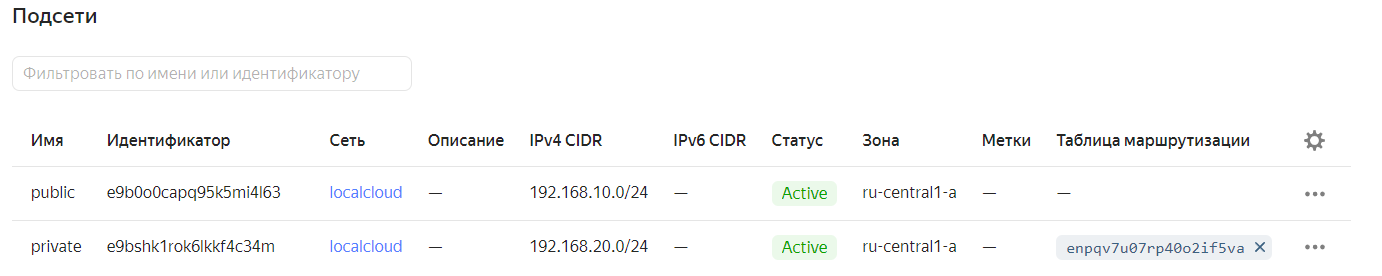 Подсети
Фильтровать по имени или идентификатору
Имя Идентификатор Сеть Описание IPv4 CIDR IPv6 CIDR Статус Зона Метки Таблица маршрутизации
public e9b0o0capq95k5mi4l63 localcloud — 192.168.10.0/24 — Active ru-central1-a — —
private e9bshk1rok6lkkf4c34m localcloud — 192.168.20.0/24 — Active ru-central1-a — enpqv7u07rp40o2if5va